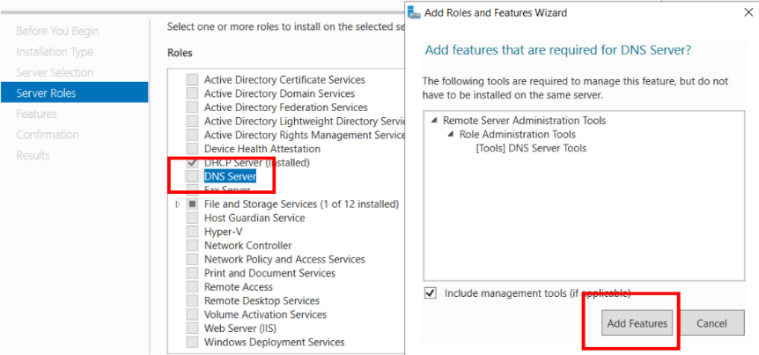 Before You Begin
Installation Type
Server Selection
Server Roles
Features
Confirmation
Results
Select one or more roles to install on the selected se
Roles
Active Directory Certificate Services
Active Directory Domain Services
Active Directory Federation Services
Active Directory Lightweight Directory Servi
Active Directory Rights Management Service
Device Health Attestation
DHCP Server (Installed)
DNS Server
Fax Server
File and Storage Services (1 of 12 installed)
Host Guardian Service
Hyper-V
Network Controller
Network Policy and Access Services
Print and Document Services
Remote Access
Remote Desktop Services
Volume Activation Services
Web Server (IIS)
Windows Deployment Services
Add Roles and Features Wizard
Add features that are required for DNS Server?
The following tools are required to manage this feature, but do not
have to be installed on the same server.
Remote Server Administration Tools
Role Administration Tools
[Tools] DNS Server Tools
Include management tools (if applicable)
Add Features
Cancel